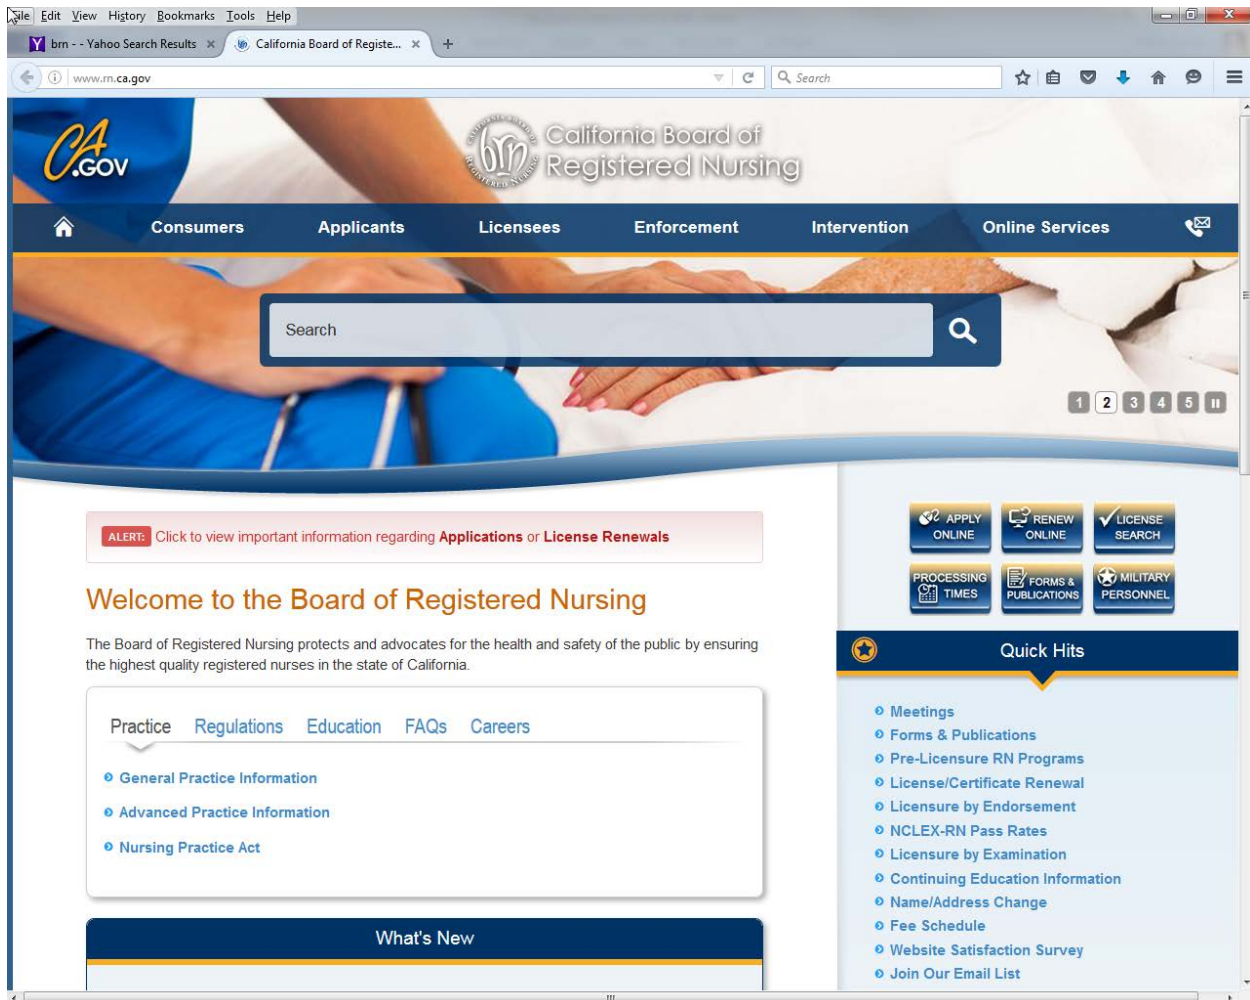 File Edit View History Bookmarks Tools Help
brn - - Yahoo Search Results
California Board of Registe...
www.rn.ca.gov
Search
CA
.GOV
CALIFORNIA BOARD OF
brn
REGISTERED NURSING
California Board of
Registered Nursing
Consumers Applicants Licensees Enforcement Intervention Online Services
Search
1 2 3 4 5
ALERT: Click to view important information regarding Applications or License Renewals
Welcome to the Board of Registered Nursing
The Board of Registered Nursing protects and advocates for the health and safety of the public by ensuring
the highest quality registered nurses in the state of California.
Practice Regulations Education FAQs Careers
General Practice Information
Advanced Practice Information
Nursing Practice Act
What's New
APPLY
ONLINE
RENEW
ONLINE
LICENSE
SEARCH
PROCESSING
TIMES
FORMS &
PUBLICATIONS
MILITARY
PERSONNEL
Quick Hits
Meetings
Forms & Publications
Pre-Licensure RN Programs
License/Certificate Renewal
Licensure by Endorsement
NCLEX-RN Pass Rates
Licensure by Examination
Continuing Education Information
Name/Address Change
Fee Schedule
Website Satisfaction Survey
Join Our Email List